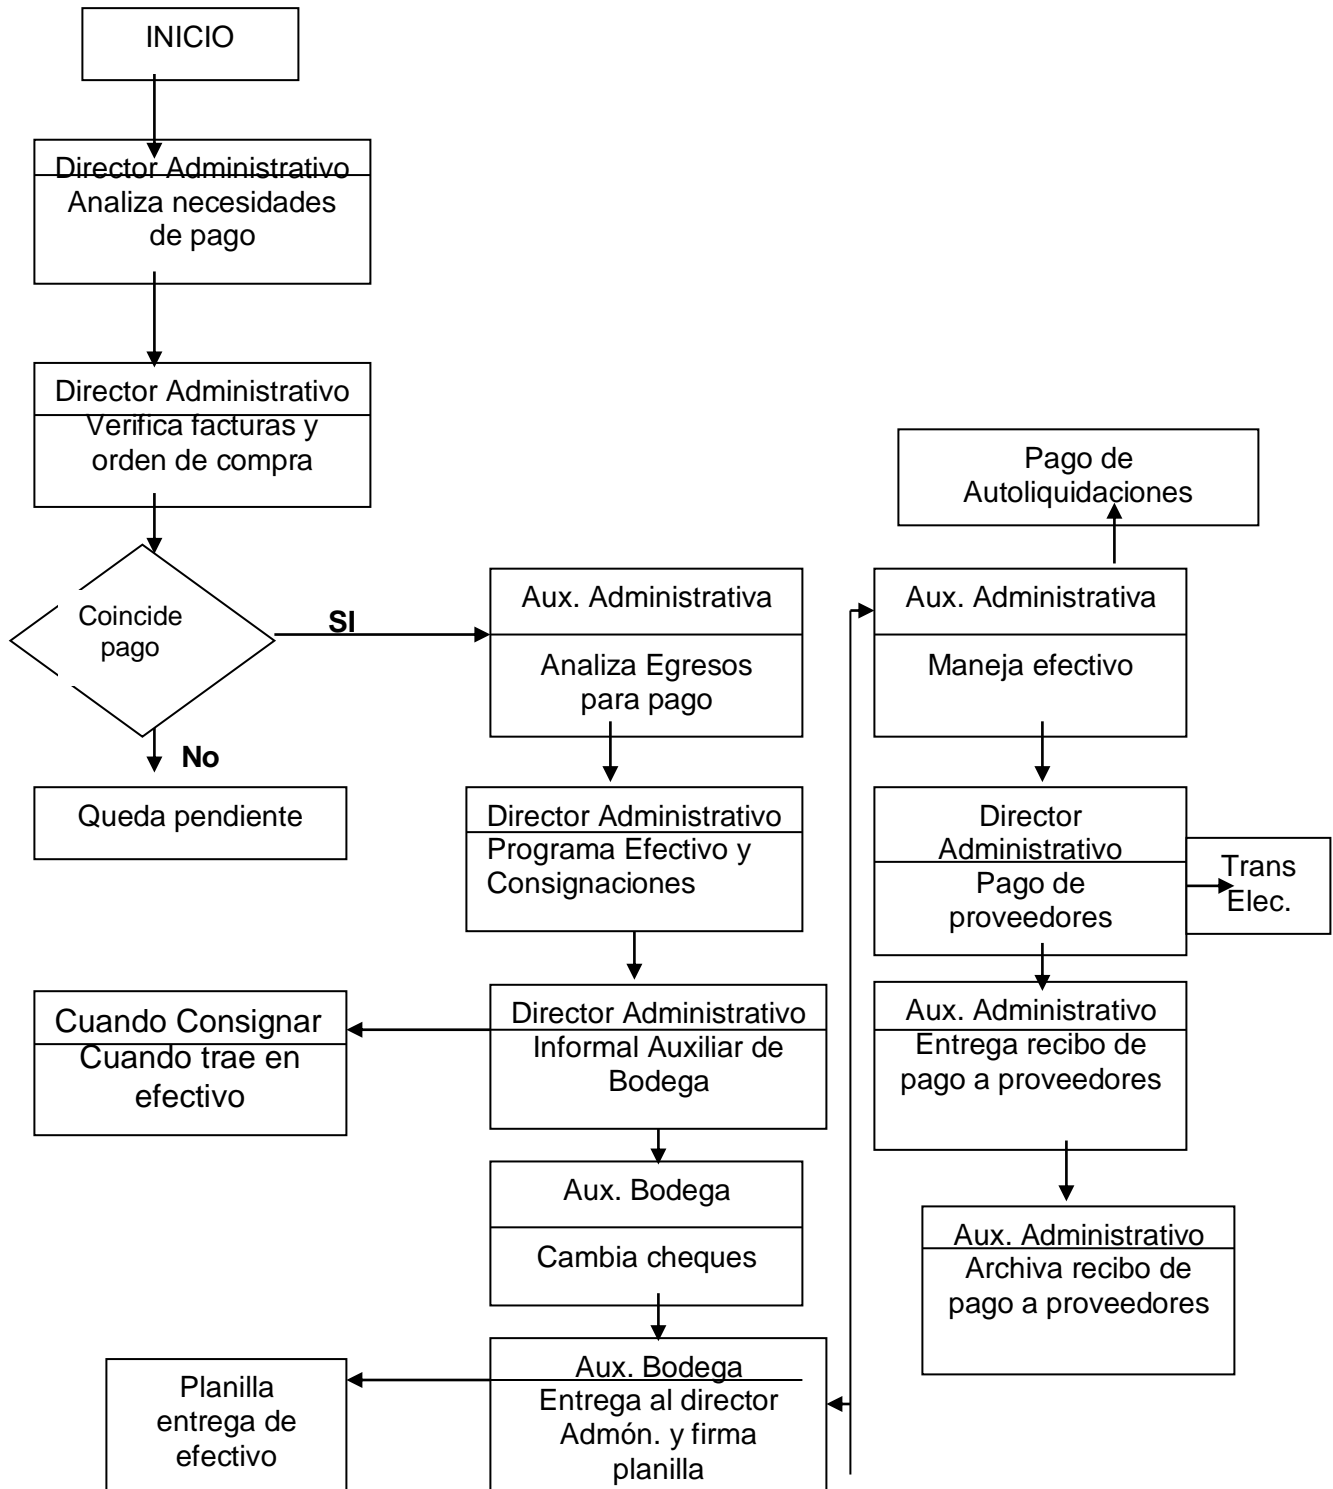 INICIO
Director Administrativo
Analiza necesidades
de pago
Director Administrativo
Verifica facturas y
orden de compra
Coincide
pago
SI
No
Queda pendiente
Aux. Administrativa
Analiza Egresos
para pago
Director Administrativo
Programa Efectivo y
Consignaciones
Director Administrativo
Informal Auxiliar de
Bodega
Cuando Consignar
Cuando trae en
efectivo
Aux. Bodega
Cambia cheques
Aux. Bodega
Entrega al director
Admón. y firma
planilla
Planilla
entrega de
efectivo
Pago de
Autoliquidaciones
Aux. Administrativa
Maneja efectivo
Director
Administrativo
Pago de
proveedores
Trans
Elec.
Aux. Administrativo
Entrega recibo de
pago a proveedores
Aux. Administrativo
Archiva recibo de
pago a proveedores